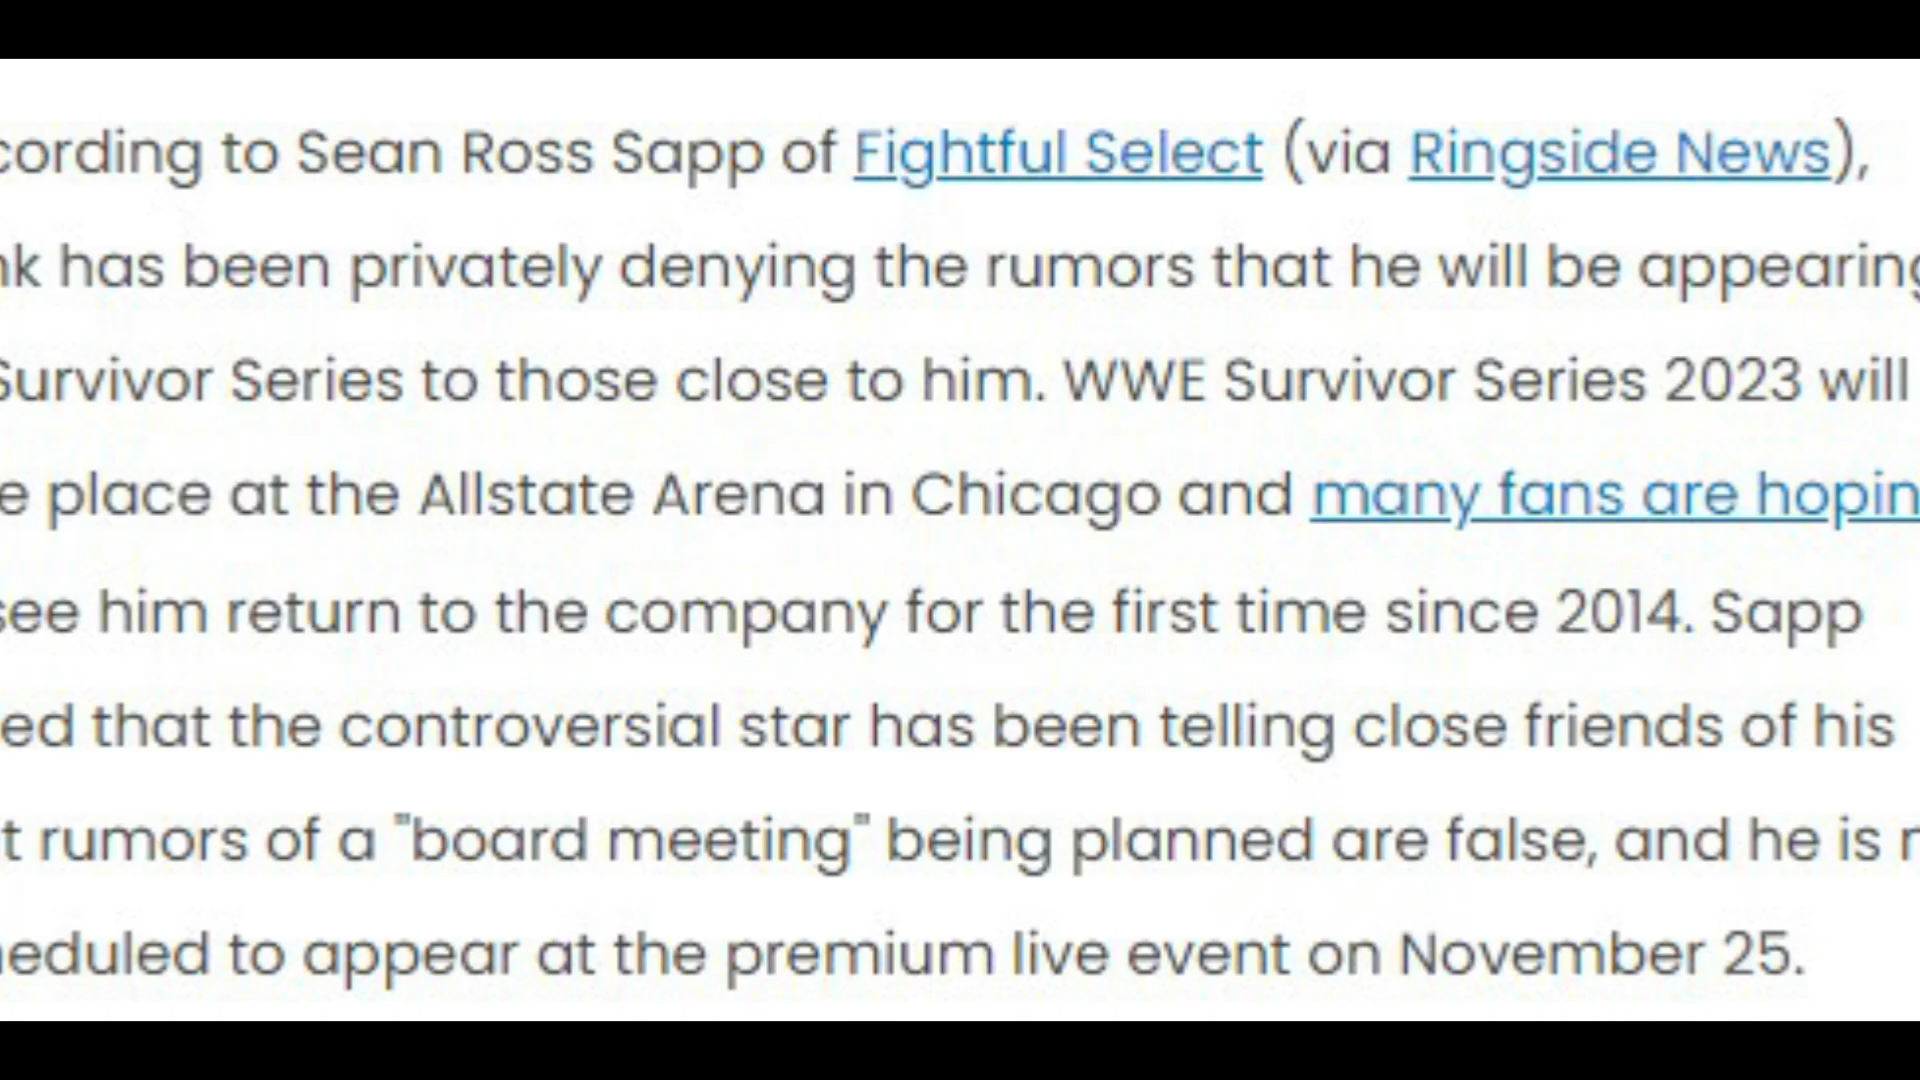 cording to Sean Ross Sapp of Fightful Select (via Ringside News),
nk has been privately denying the rumors that he will be appearing
Survivor Series to those close to him. WWE Survivor Series 2023 will
e place at the Allstate Arena in Chicago and many fans are hopin
see him return to the company for the first time since 2014. Sapp
ed that the controversial star has been telling close friends of his
t rumors of a "board meeting" being planned are false, and he is n
neduled to appear at the premium live event on November 25.